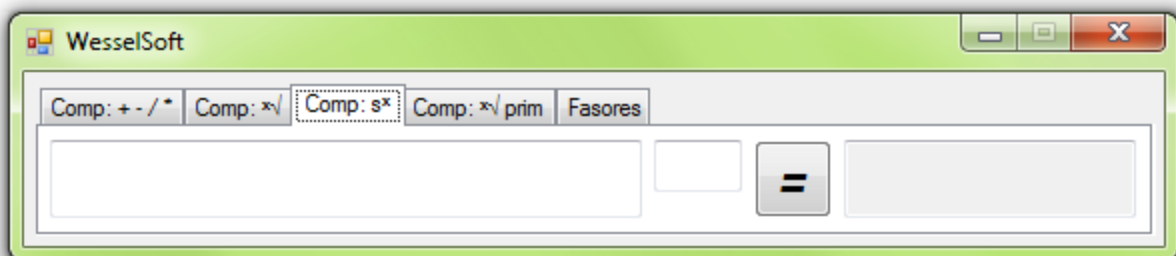 WesselSoft
Comp: + - / * Comp: ˣ√ Comp: sˣ Comp: ˣ√ prim Fasores
=